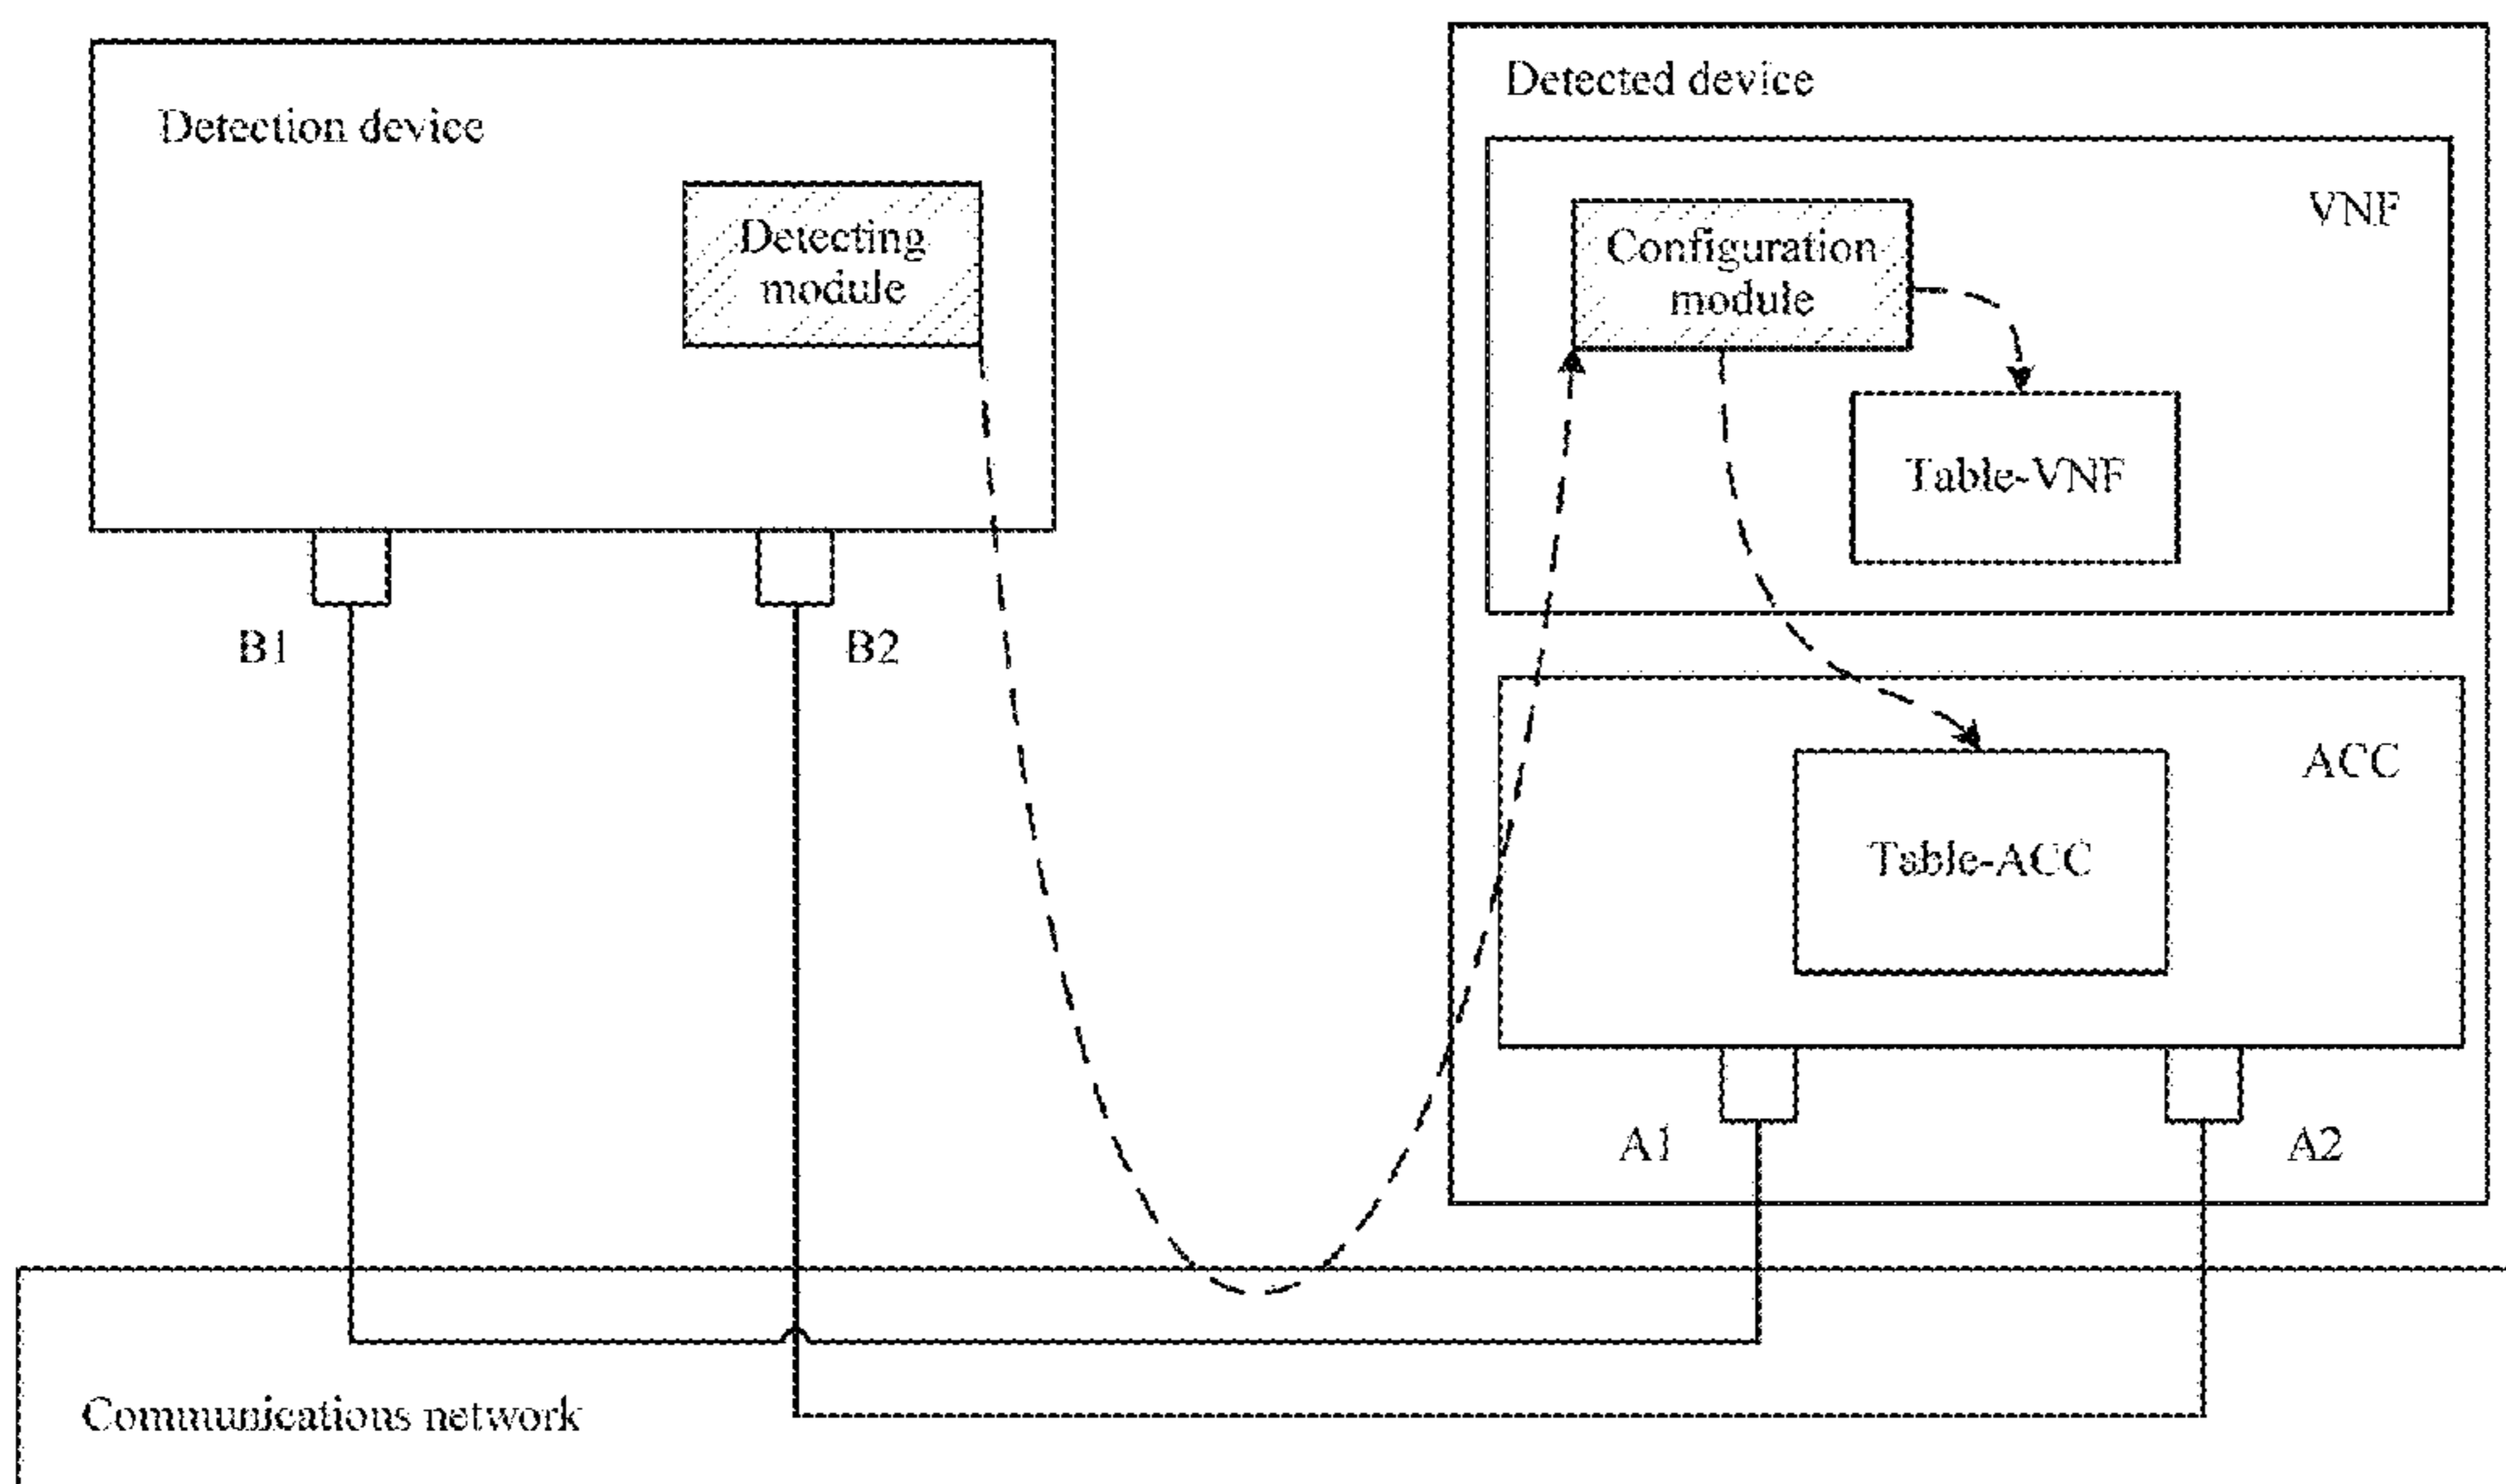 Detection device
Detecting
module
B1
B2
Detected device
VNF
Configuration
module
Table-VNF
ACC
Table-ACC
A1
A2
Communications network